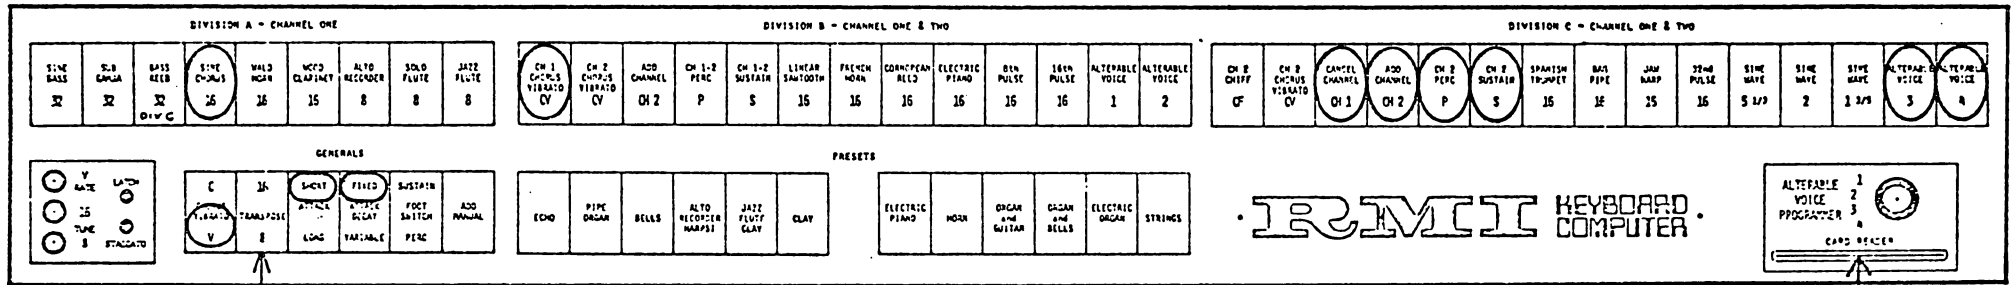 DIVISION A - CHANNEL ONE
DIVISION B - CHANNEL ONE & TWO
DIVISION C - CHANNEL ONE & TWO
SINE BASS 32
SUB GAMBA 32
BASS REED 32 DIV C
SINE CHORUS 16
WALD HORN 16
WOOD CLARINET 16
ALTO RECORDER 8
SOLO FLUTE 8
JAZZ FLUTE 8
CH 1 CHORUS VIBRATO CV
CH 2 CHORUS VIBRATO CV
ADD CHANNEL CH 2
CH 1-2 PERC P
CH 1-2 SUSTAIN S
LINEAR SAWTOOTH 16
FRENCH HORN 16
CORNOPEAN REED 16
ELECTRIC PIANO 16
8th PULSE 16
16th PULSE 16
ALTERABLE VOICE 1
ALTERABLE VOICE 2
CH 2 CHIFF CF
CH 2 CHORUS VIBRATO CV
CANCEL CHANNEL CH 1
ADD CHANNEL CH 2
CH 2 PERC P
CH 2 SUSTAIN S
SPANISH TRUMPET 16
BAG PIPE 16
JAW HARP 16
32nd PULSE 16
SINE WAVE 5 1/3
SINE WAVE 2
SINE WAVE 1 3/5
ALTERABLE VOICE 3
ALTERABLE VOICE 4
GENERALS
PRESETS
V RATE
LATCH
16
TUNE
8
STACCATO
C
VIBRATO
V
16
TRANSPOSE
8
SHORT
ATTACK
LONG
FIXED
ATTACK DECAY
VARIABLE
SUSTAIN
FOOT SWITCH
PERC
ADD MANUAL
ECHO
PIPE ORGAN
BELLS
ALTO RECORDER HARPSI
JAZZ FLUTE CLAV
CLAV
ELECTRIC PIANO
HORN
ORGAN and GUITAR
ORGAN and BELLS
ELECTRIC ORGAN
STRINGS
RMI KEYBOARD COMPUTER
ALTERABLE VOICE PROGRAMMER
1
2
3
4
CARD READER